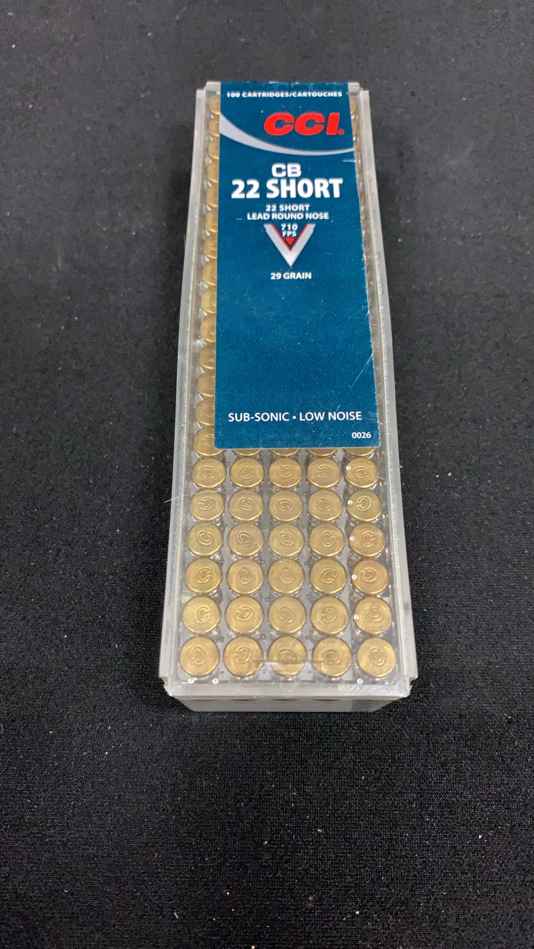 100 CARTRIDGES/CARTOUCHES
CCI®
CB
22 SHORT
22 SHORT
LEAD ROUND NOSE
710
FPS
29 GRAIN
SUB-SONIC • LOW NOISE
0026